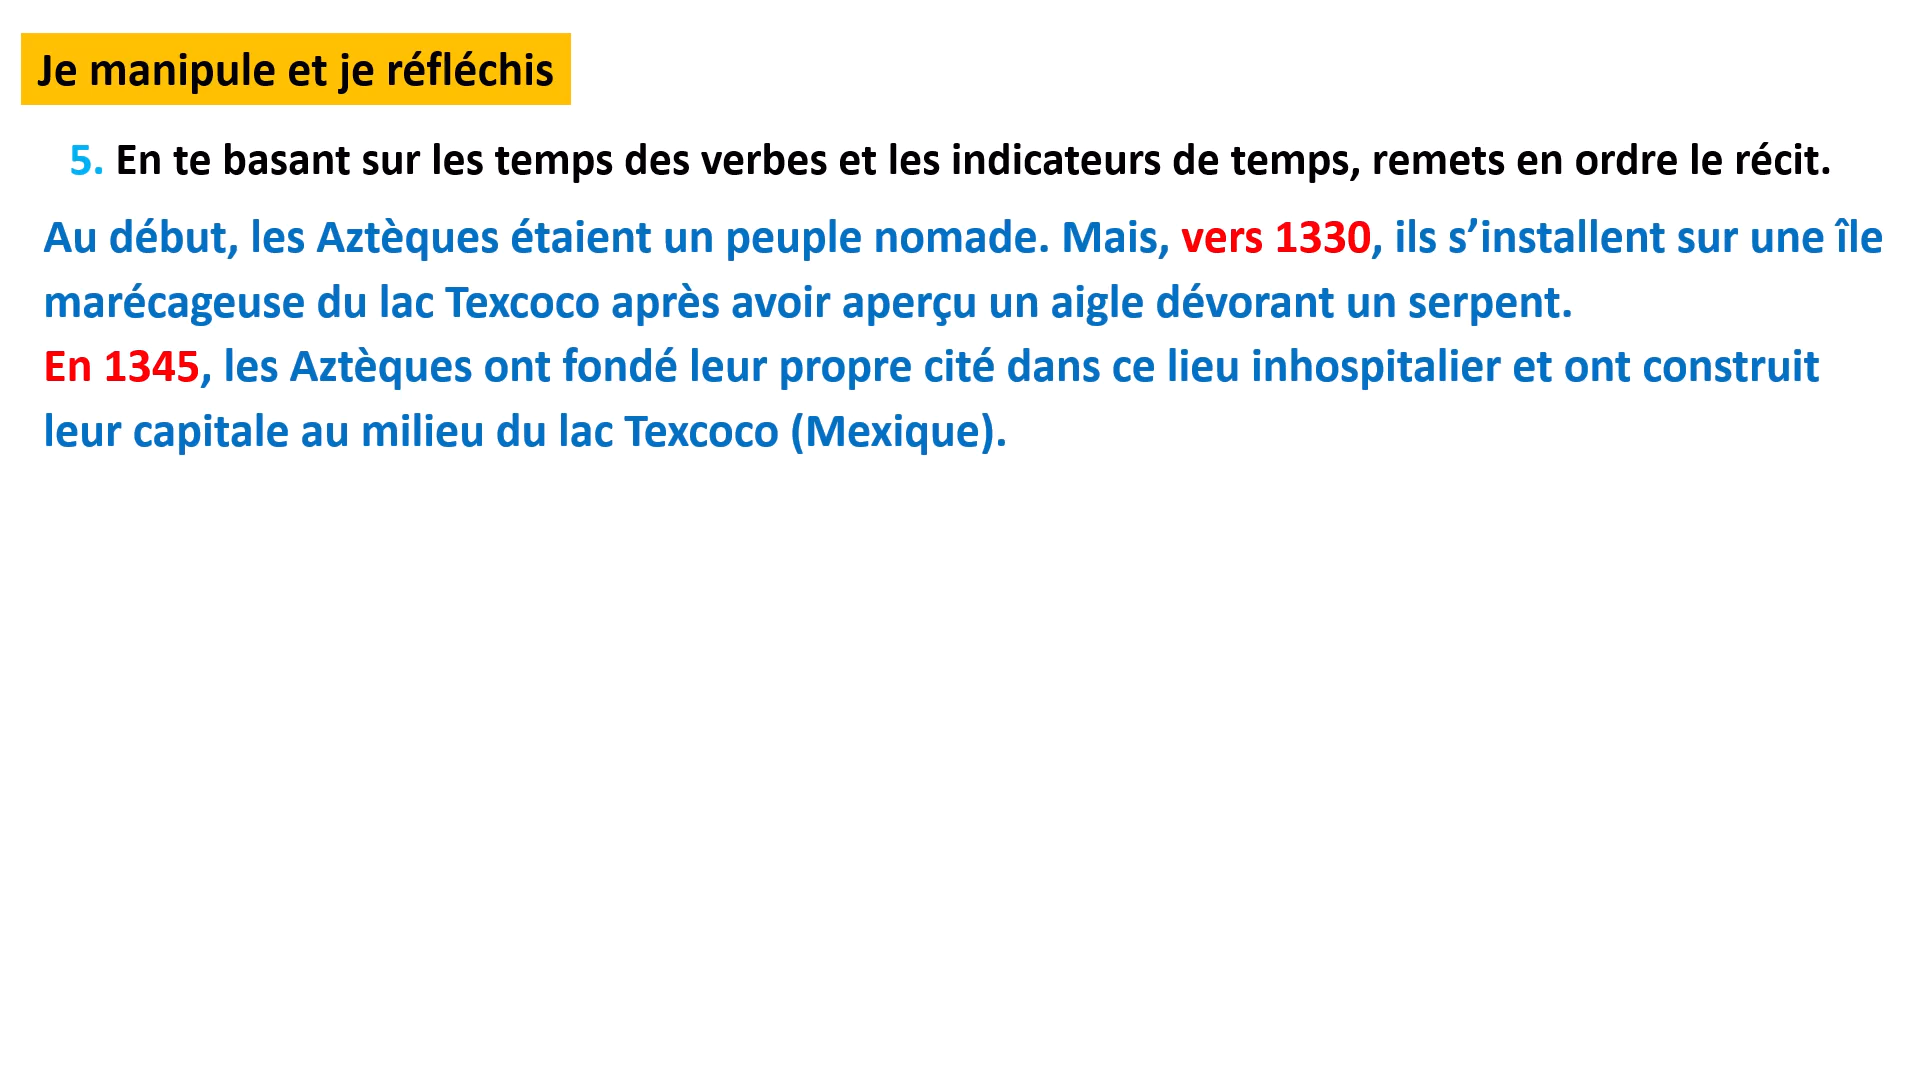 Je manipule et je réfléchis
5. En te basant sur les temps des verbes et les indicateurs de temps, remets en ordre le récit.
Au début, les Aztèques étaient un peuple nomade. Mais, vers 1330, ils s’installent sur une île
marécageuse du lac Texcoco après avoir aperçu un aigle dévorant un serpent.
En 1345, les Aztèques ont fondé leur propre cité dans ce lieu inhospitalier et ont construit
leur capitale au milieu du lac Texcoco (Mexique).